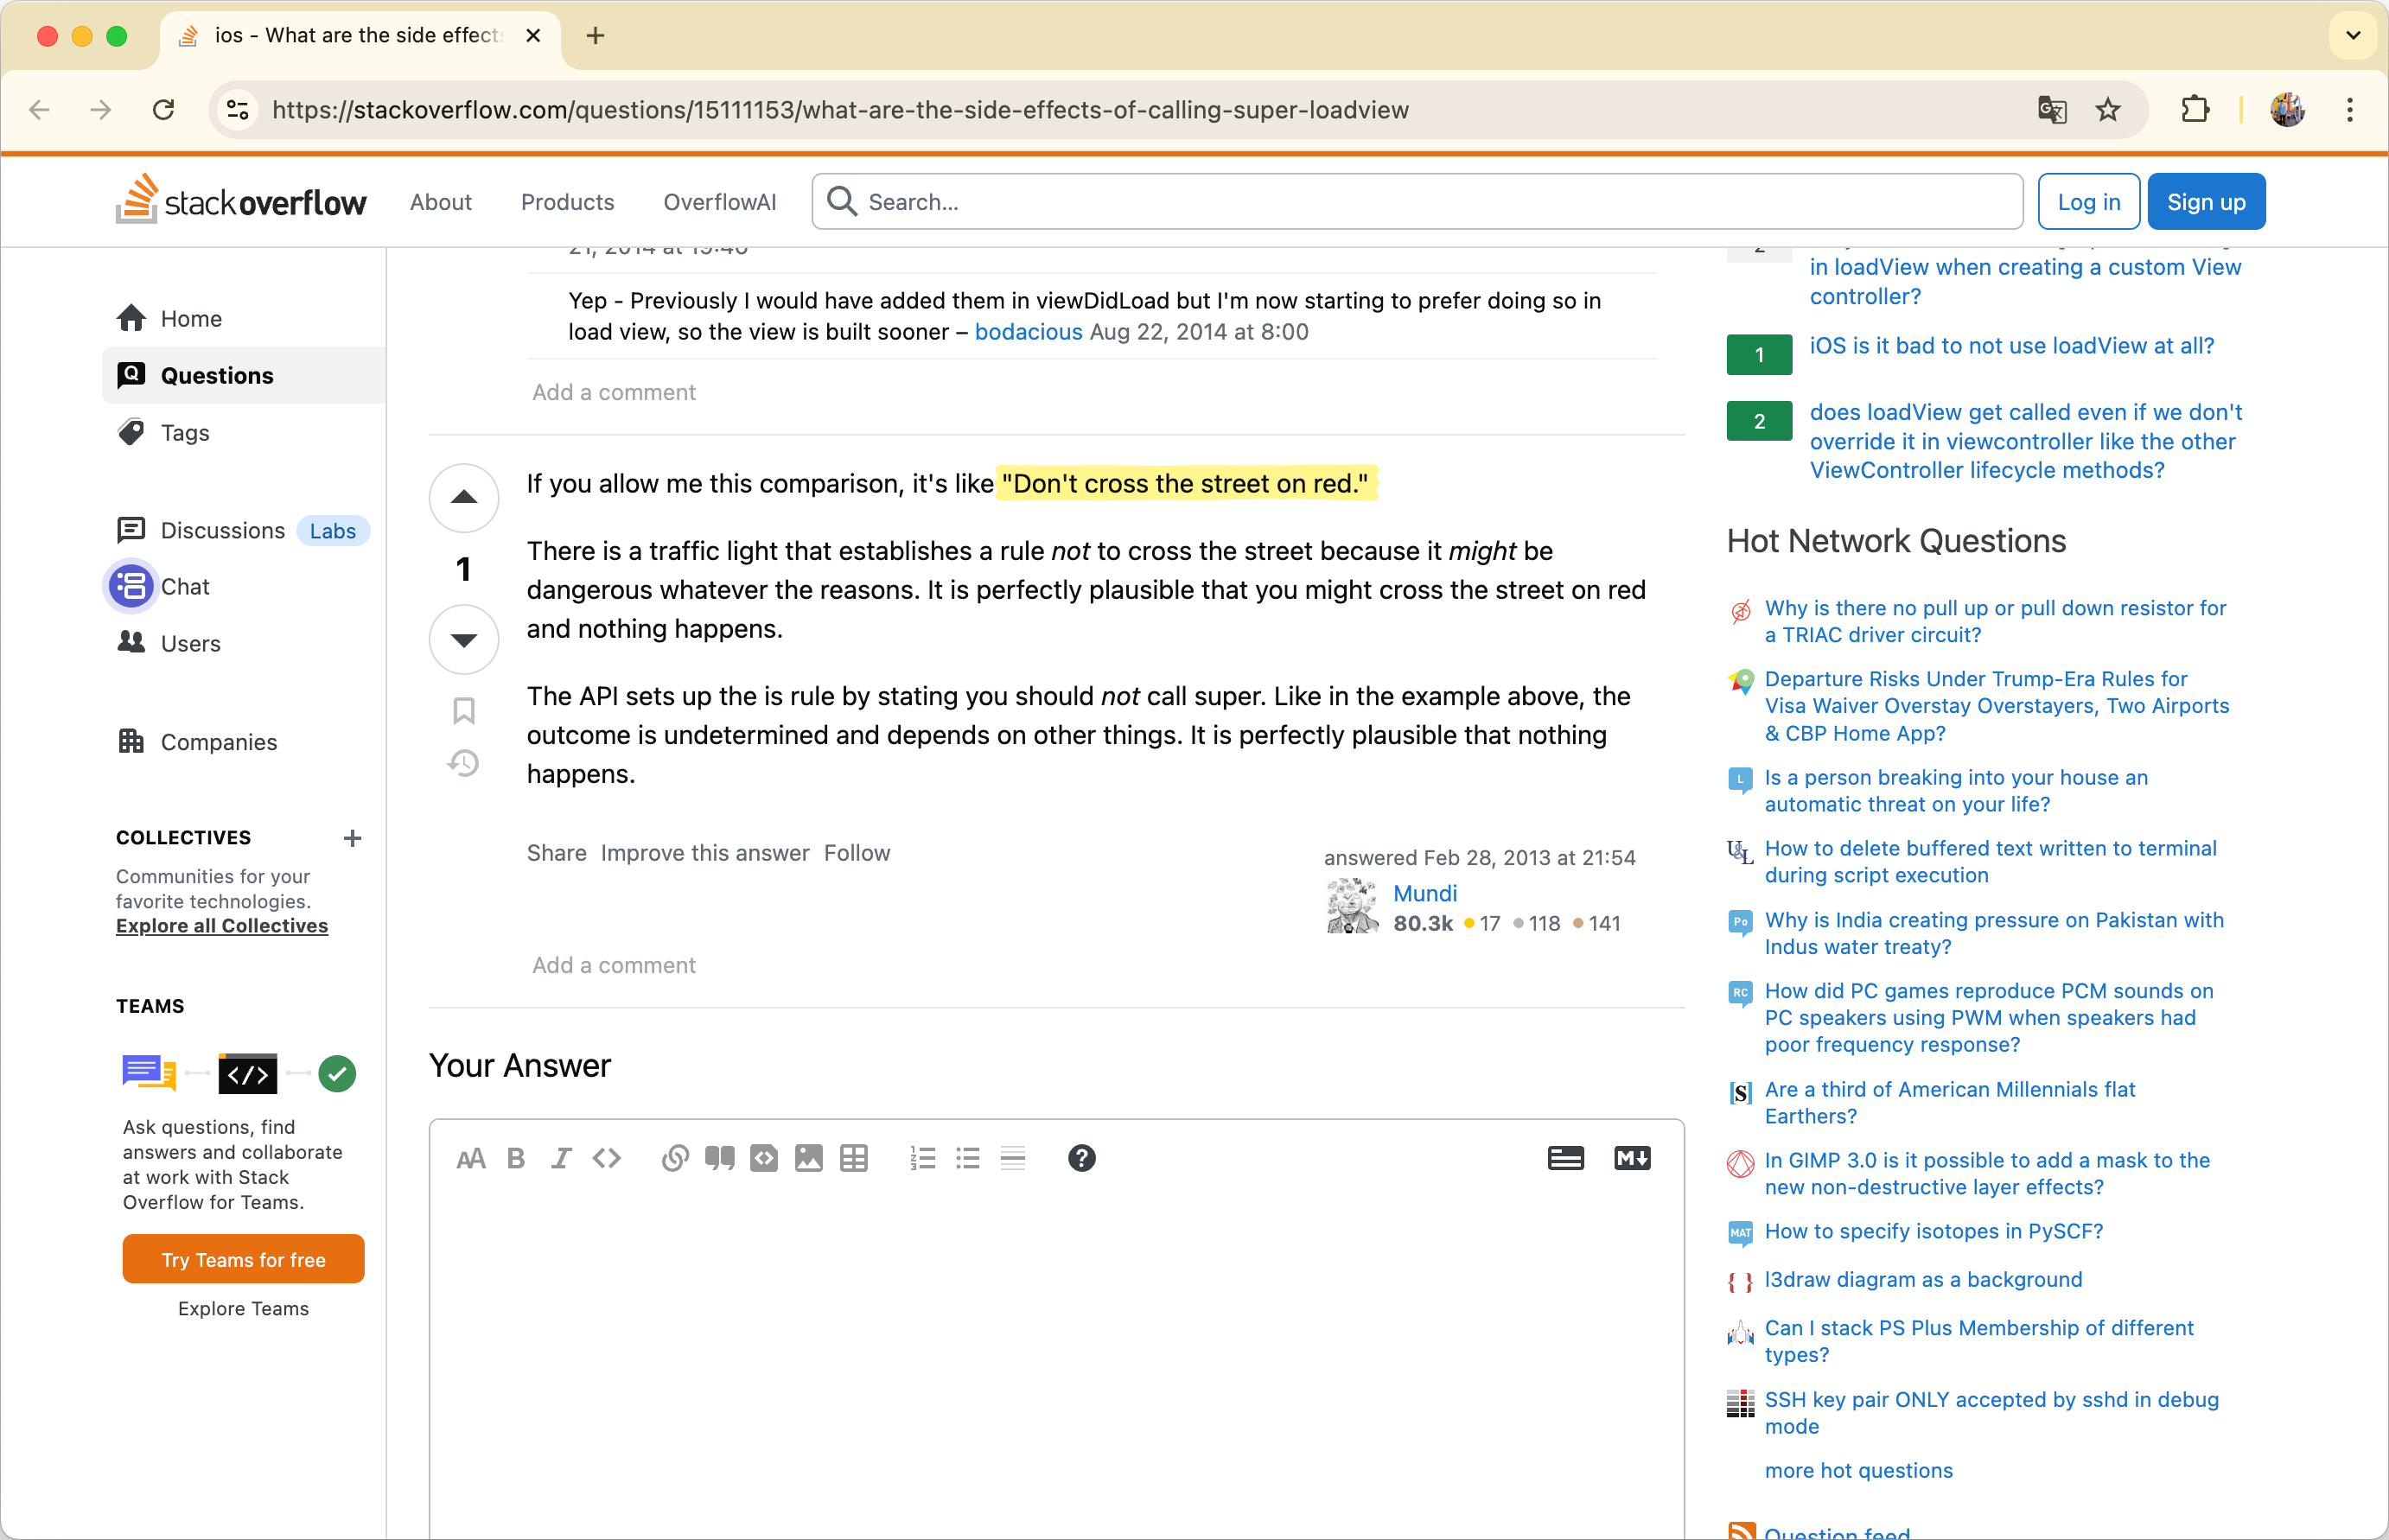 ios - What are the side effects
https://stackoverflow.com/questions/15111153/what-are-the-side-effects-of-calling-super-loadview
stackoverflow
About
Products
OverflowAI
Search...
Log in
Sign up
Home
Questions
Tags
Discussions Labs
Chat
Users
Companies
COLLECTIVES
Communities for your
favorite technologies.
Explore all Collectives
TEAMS
</>
Ask questions, find
answers and collaborate
at work with Stack
Overflow for Teams.
Try Teams for free
Explore Teams
21, 2014 at 19:46
Yep - Previously I would have added them in viewDidLoad but I'm now starting to prefer doing so in
load view, so the view is built sooner – bodacious Aug 22, 2014 at 8:00
Add a comment
1
If you allow me this comparison, it's like "Don't cross the street on red."
There is a traffic light that establishes a rule not to cross the street because it might be
dangerous whatever the reasons. It is perfectly plausible that you might cross the street on red
and nothing happens.
The API sets up the is rule by stating you should not call super. Like in the example above, the
outcome is undetermined and depends on other things. It is perfectly plausible that nothing
happens.
Share Improve this answer Follow
answered Feb 28, 2013 at 21:54
Mundi
80.3k 17 118 141
Add a comment
Your Answer
in loadView when creating a custom View
controller?
1 iOS is it bad to not use loadView at all?
2 does loadView get called even if we don't
override it in viewcontroller like the other
ViewController lifecycle methods?
Hot Network Questions
Why is there no pull up or pull down resistor for
a TRIAC driver circuit?
Departure Risks Under Trump-Era Rules for
Visa Waiver Overstay Overstayers, Two Airports
& CBP Home App?
Is a person breaking into your house an
automatic threat on your life?
How to delete buffered text written to terminal
during script execution
Why is India creating pressure on Pakistan with
Indus water treaty?
How did PC games reproduce PCM sounds on
PC speakers using PWM when speakers had
poor frequency response?
Are a third of American Millennials flat
Earthers?
In GIMP 3.0 is it possible to add a mask to the
new non-destructive layer effects?
How to specify isotopes in PySCF?
l3draw diagram as a background
Can I stack PS Plus Membership of different
types?
SSH key pair ONLY accepted by sshd in debug
mode
more hot questions
Question feed